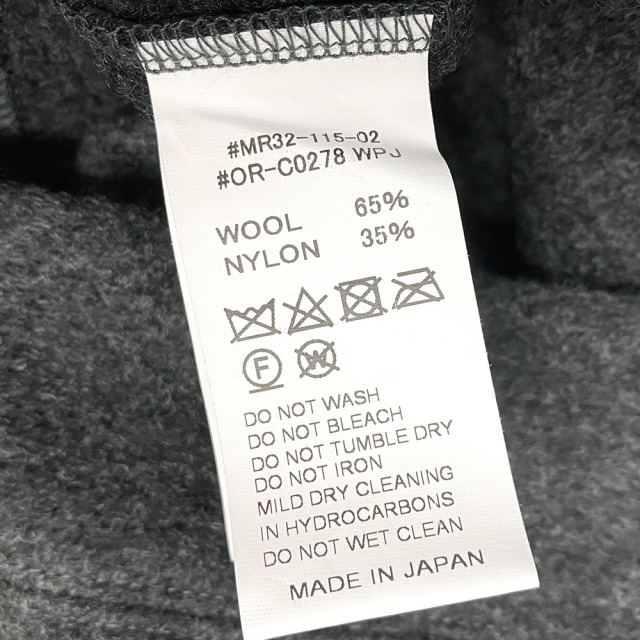 #MR32-115-02
#OR-C0278 WPJ
WOOL 65%
NYLON 35%
F W
DO NOT WASH
DO NOT BLEACH
DO NOT TUMBLE DRY
DO NOT IRON
MILD DRY CLEANING
IN HYDROCARBONS
DO NOT WET CLEAN
MADE IN JAPAN